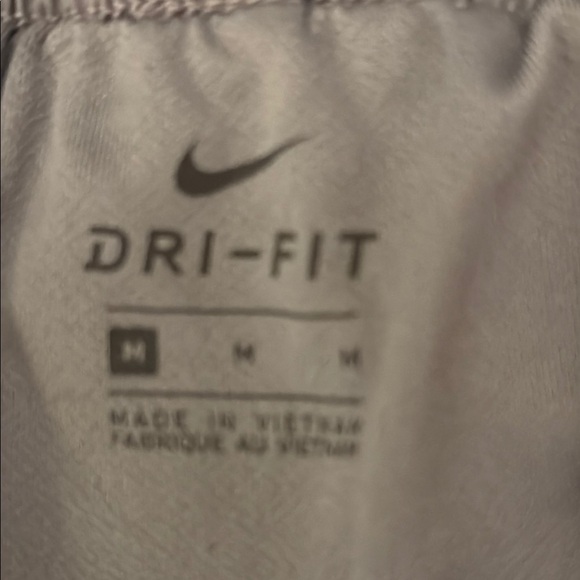 DRI-FIT
M M M
MADE IN VIETNAM
FABRIQUE AU VIETNAM